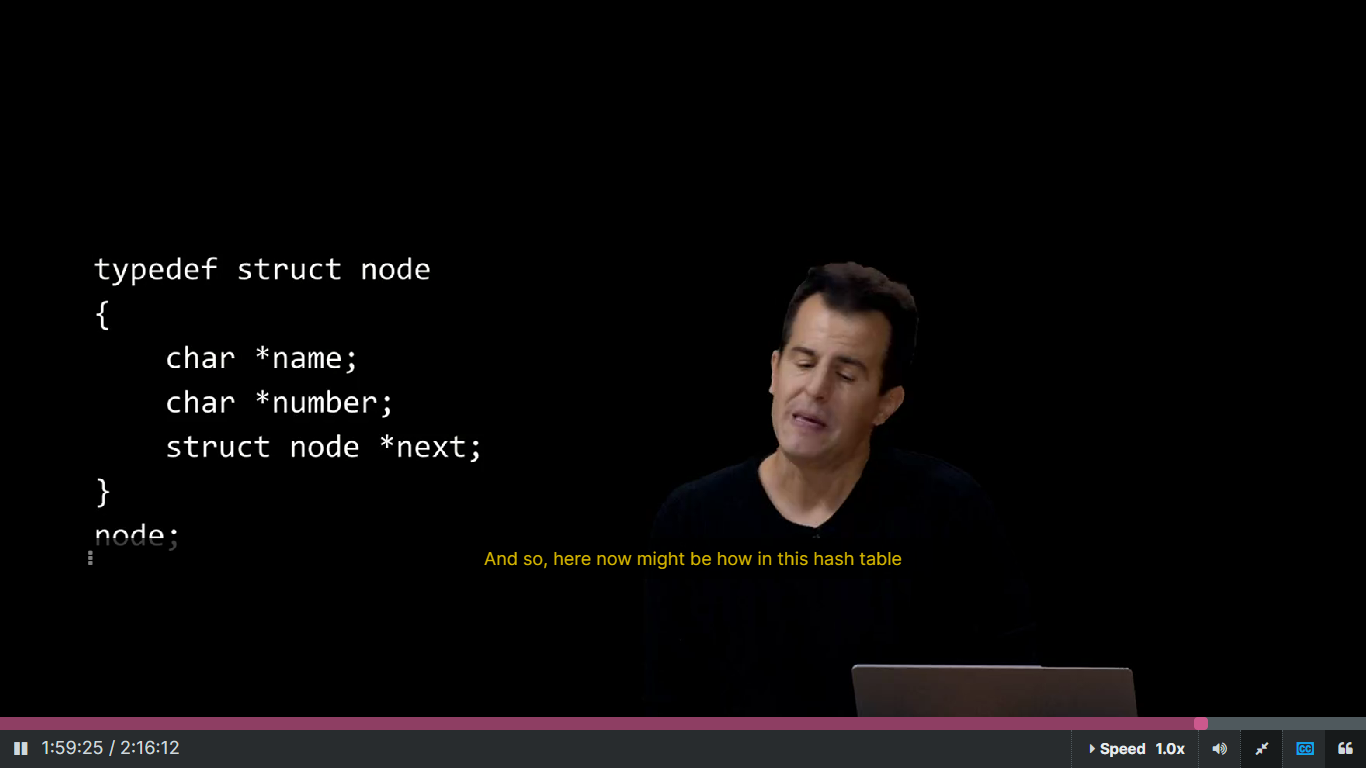 typedef struct node
{
    char *name;
    char *number;
    struct node *next;
}
node;
And so, here now might be how in this hash table
1:59:25 / 2:16:12
Speed 1.0x
CC